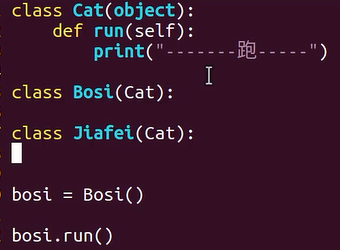 class Cat(object):
    def run(self):
        print("-------跑-----")
class Bosi(Cat):
class Jiafei(Cat):
bosi = Bosi()
bosi.run()